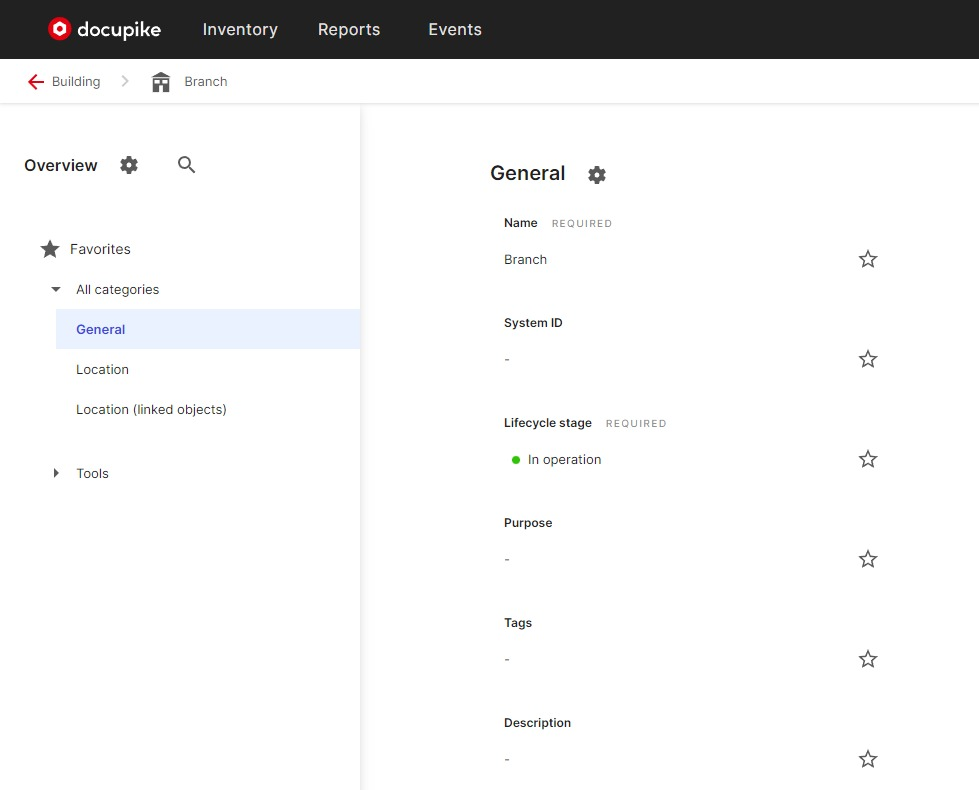 docupike Inventory Reports Events
Building Branch
Overview
Favorites
All categories
General
Location
Location (linked objects)
Tools
General
Name REQUIRED
Branch
System ID
-
Lifecycle stage REQUIRED
In operation
Purpose
-
Tags
-
Description
-